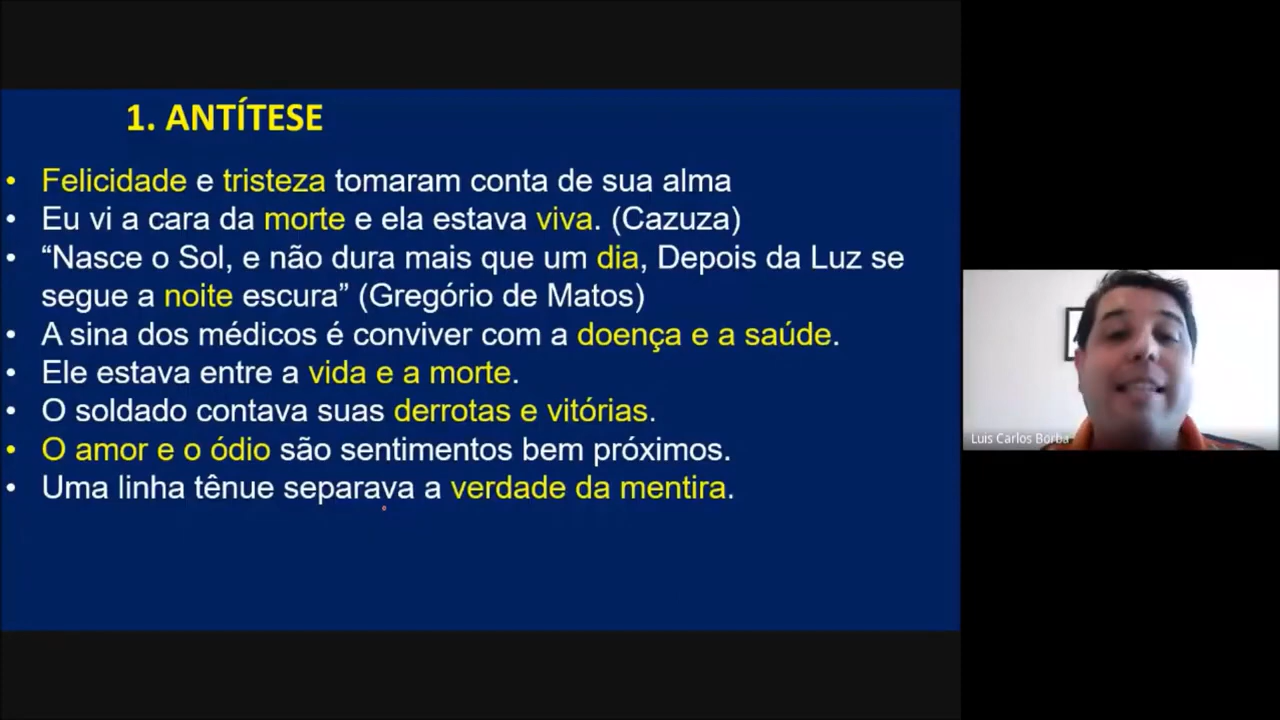 1. ANTÍTESE
• Felicidade e tristeza tomaram conta de sua alma
• Eu vi a cara da morte e ela estava viva. (Cazuza)
• “Nasce o Sol, e não dura mais que um dia, Depois da Luz se
segue a noite escura” (Gregório de Matos)
• A sina dos médicos é conviver com a doença e a saúde.
• Ele estava entre a vida e a morte.
• O soldado contava suas derrotas e vitórias.
• O amor e o ódio são sentimentos bem próximos.
• Uma linha tênue separava a verdade da mentira.
Luis Carlos Borba